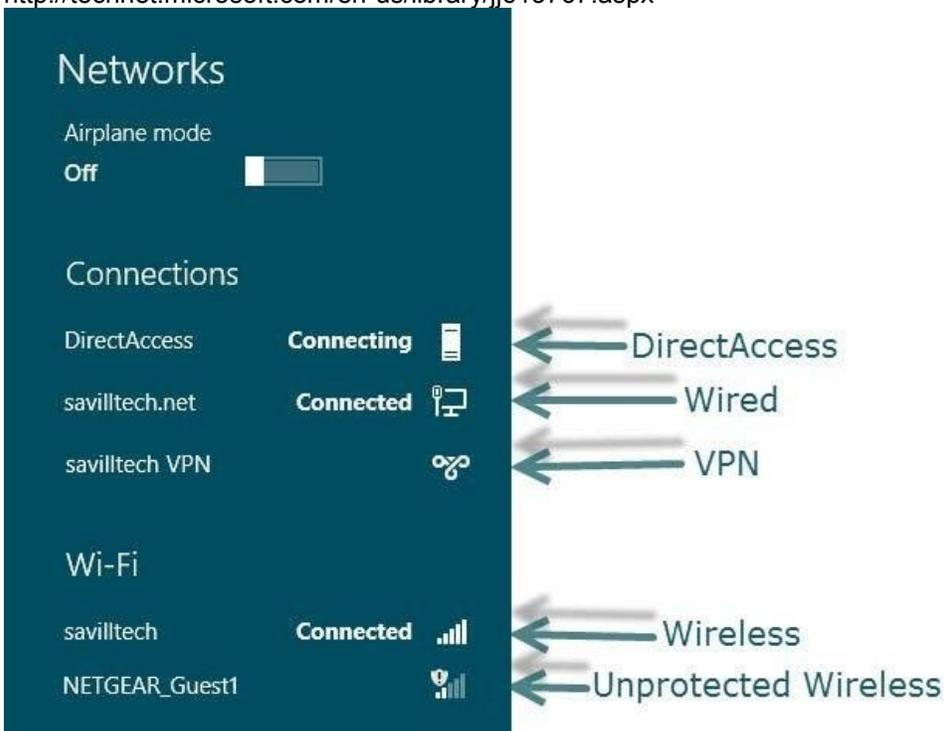 Networks
Airplane mode
Off
Connections
DirectAccess Connecting DirectAccess
savilltech.net Connected Wired
savilltech VPN VPN
Wi-Fi
savilltech Connected Wireless
NETGEAR_Guest1 Unprotected Wireless